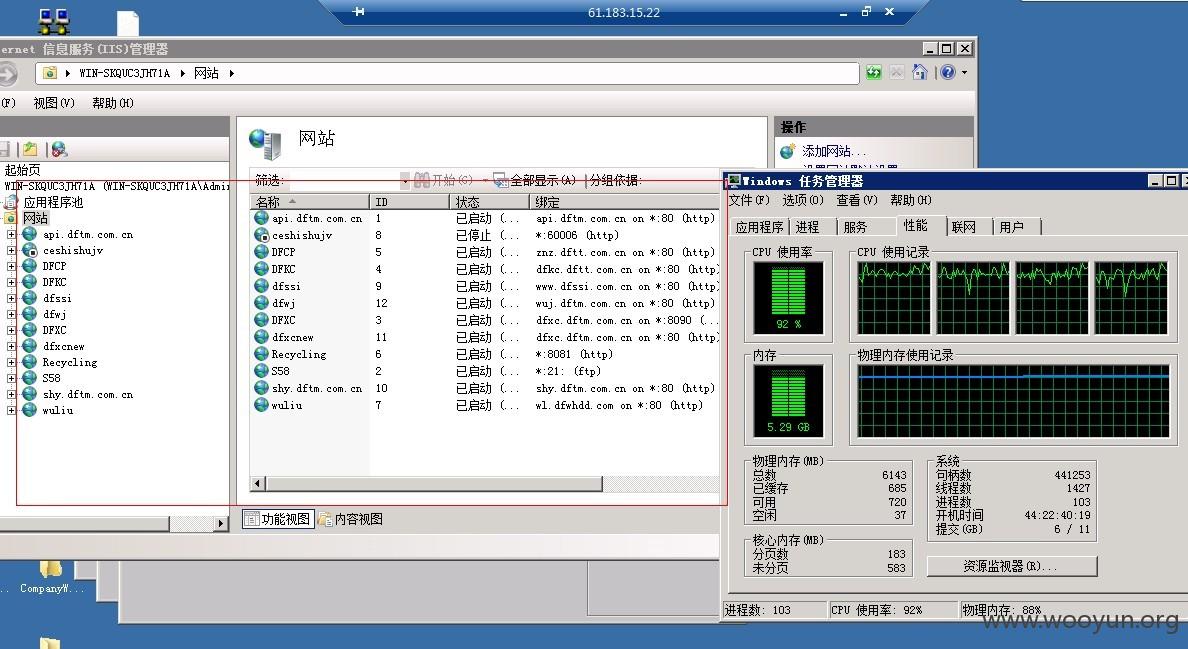 61.183.15.22
ernet 信息服务(IIS)管理器
WIN-SKQUC3JH71A 网站
(F) 视图(V) 帮助(H)
起始页
WIN-SKQUC3JH71A (WIN-SKQUC3JH71A\Admin
应用程序池
网站
api.dftm.com.cn
ceshishujv
DFCP
DFKC
dfssi
dfwj
DFXC
dfxcnew
Recycling
S58
shy.dftm.com.cn
wuliu
网站
筛选: 开始(G) 全部显示(A) 分组依据:
名称 ID 状态 绑定
api.dftm.com.cn 1 已启动 (... api.dftm.com.cn on *:80 (http)
ceshishujv 8 已停止 (... *:60006 (http)
DFCP 5 已启动 (... znz.dftt.com.cn on *:80 (http)
DFKC 4 已启动 (... dfkc.dftt.com.cn on *:80 (http)
dfssi 9 已启动 (... www.dfssi.com.cn on *:80 (http)
dfwj 12 已启动 (... wuj.dftm.com.cn on *:80 (http)
DFXC 3 已启动 (... dfxc.dftm.com.cn on *:8090 (...
dfxcnew 11 已启动 (... dfxc.dftm.com.cn on *:80 (http)
Recycling 6 已启动 (... *:8081 (http)
S58 2 已启动 (... *:21: (ftp)
shy.dftm.com.cn 10 已启动 (... shy.dftm.com.cn on *:80 (http)
wuliu 7 已启动 (... wl.dfwhdd.com on *:80 (http)
功能视图 内容视图
操作
添加网站...
Windows 任务管理器
文件(F) 选项(O) 查看(V) 帮助(H)
应用程序 进程 服务 性能 联网 用户
CPU 使用率 CPU 使用记录
92 %
内存 物理内存使用记录
5.29 GB
物理内存(MB)
总数 6143
已缓存 685
可用 720
空闲 37
核心内存(MB)
分页数 183
未分页 583
系统
句柄数 441253
线程数 1427
进程数 103
开机时间 44:22:40:19
提交(GB) 6 / 11
资源监视器(R)...
进程数: 103 CPU 使用率: 92% 物理内存: 88%
.. CompanyW...
www.wooyun.org